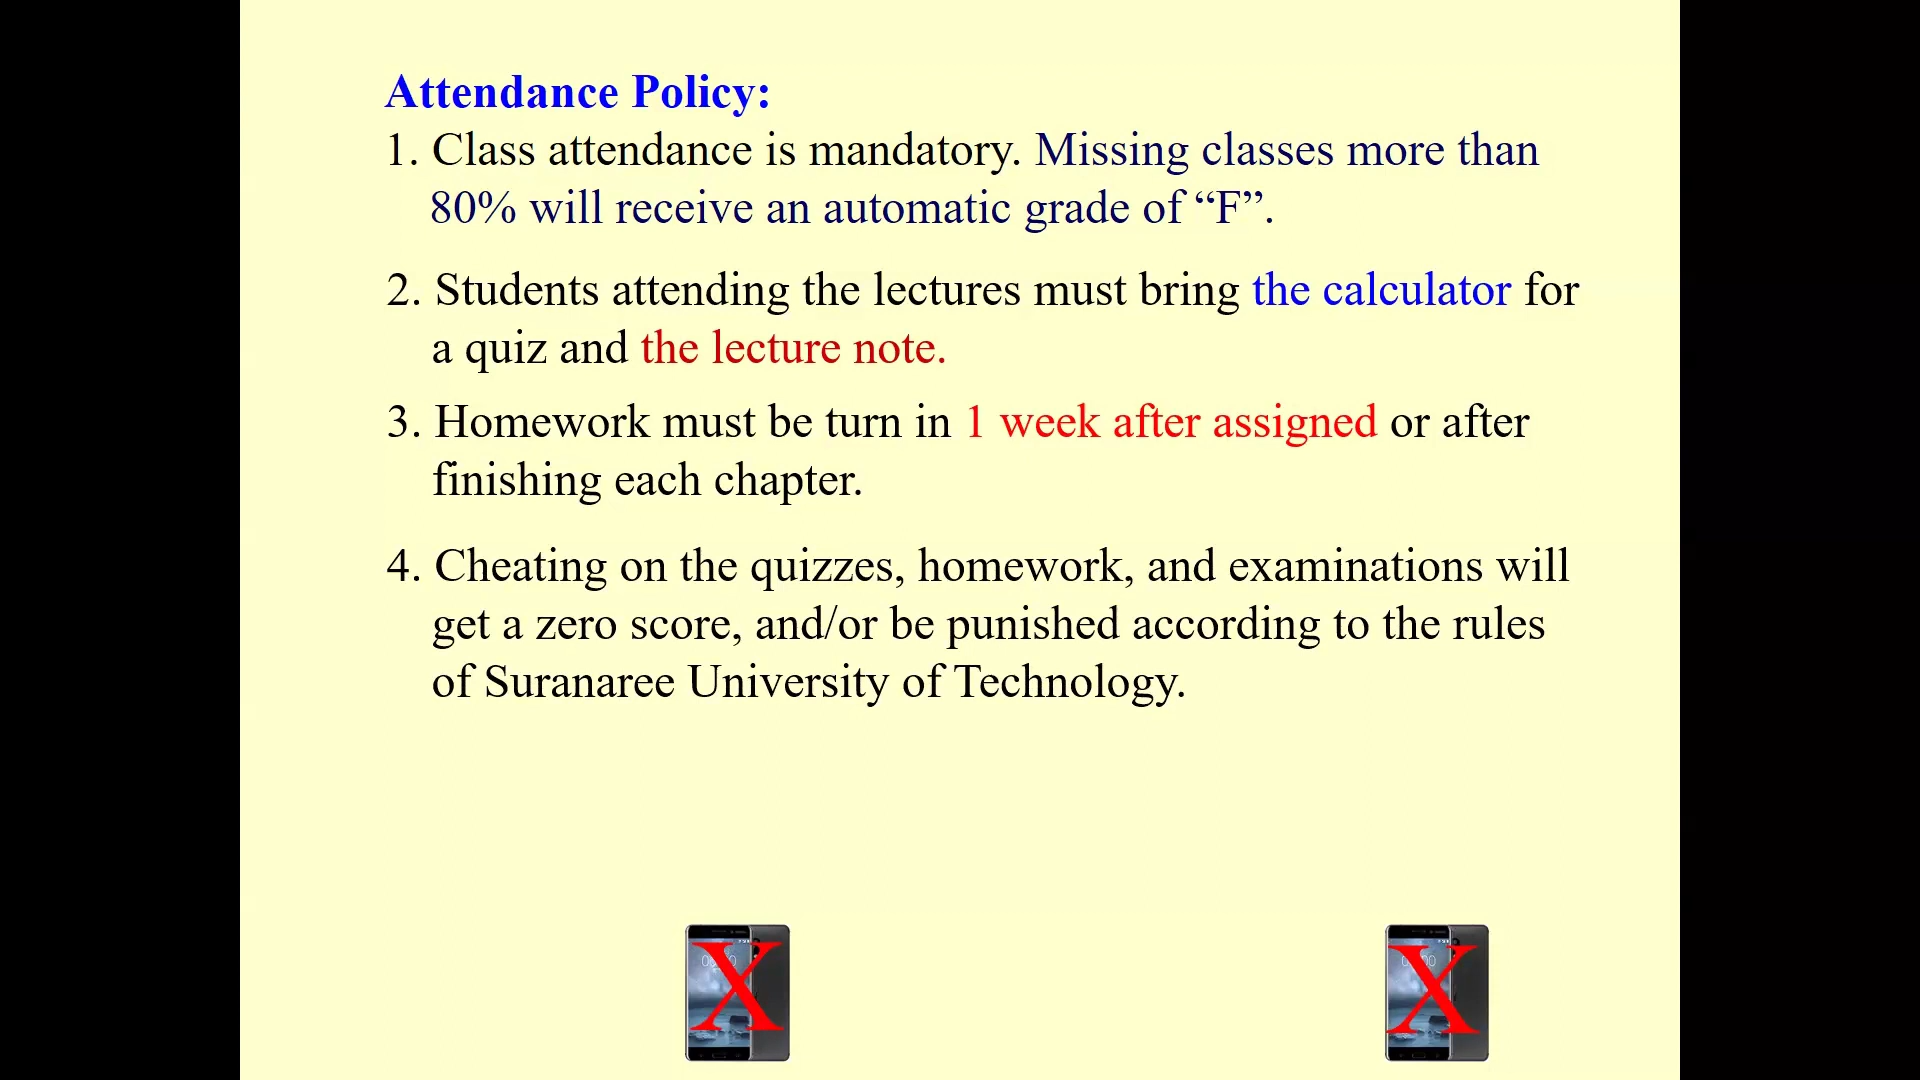 Attendance Policy:
1. Class attendance is mandatory. Missing classes more than
80% will receive an automatic grade of “F”.
2. Students attending the lectures must bring the calculator for
a quiz and the lecture note.
3. Homework must be turn in 1 week after assigned or after
finishing each chapter.
4. Cheating on the quizzes, homework, and examinations will
get a zero score, and/or be punished according to the rules
of Suranaree University of Technology.
X
X